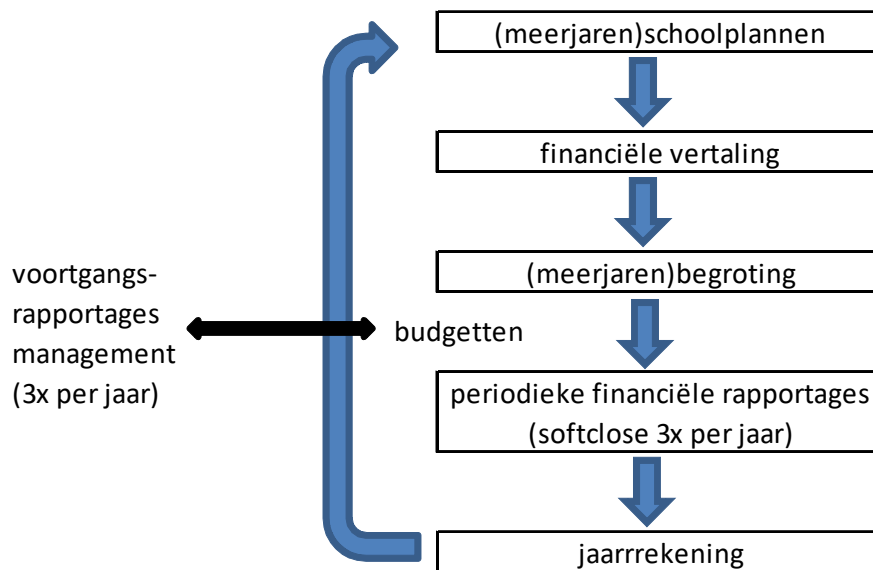 (meerjaren)schoolplannen
financiële vertaling
(meerjaren)begroting
voortgangs-
rapportages
management
(3x per jaar)
budgetten
periodieke financiële rapportages
(softclose 3x per jaar)
jaarrrekening